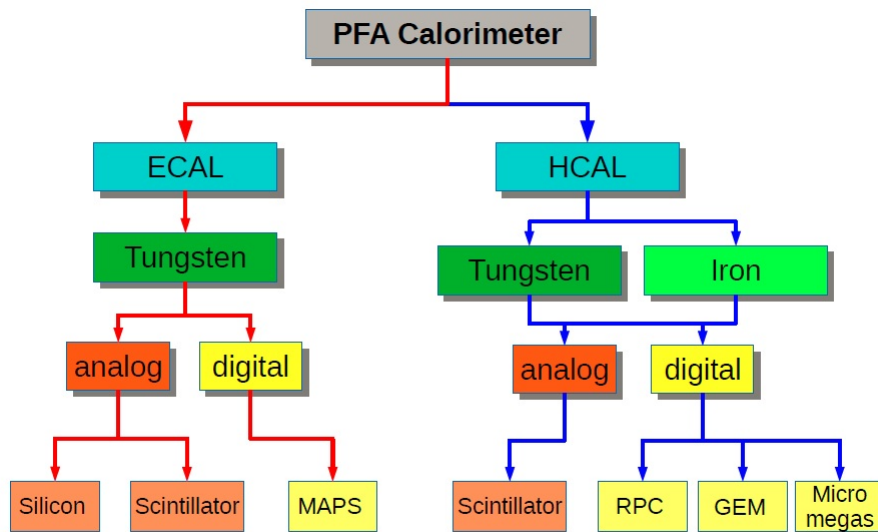 PFA Calorimeter
ECAL
HCAL
Tungsten
Tungsten
Iron
analog
digital
analog
digital
Silicon
Scintillator
MAPS
Scintillator
RPC
GEM
Micro
megas